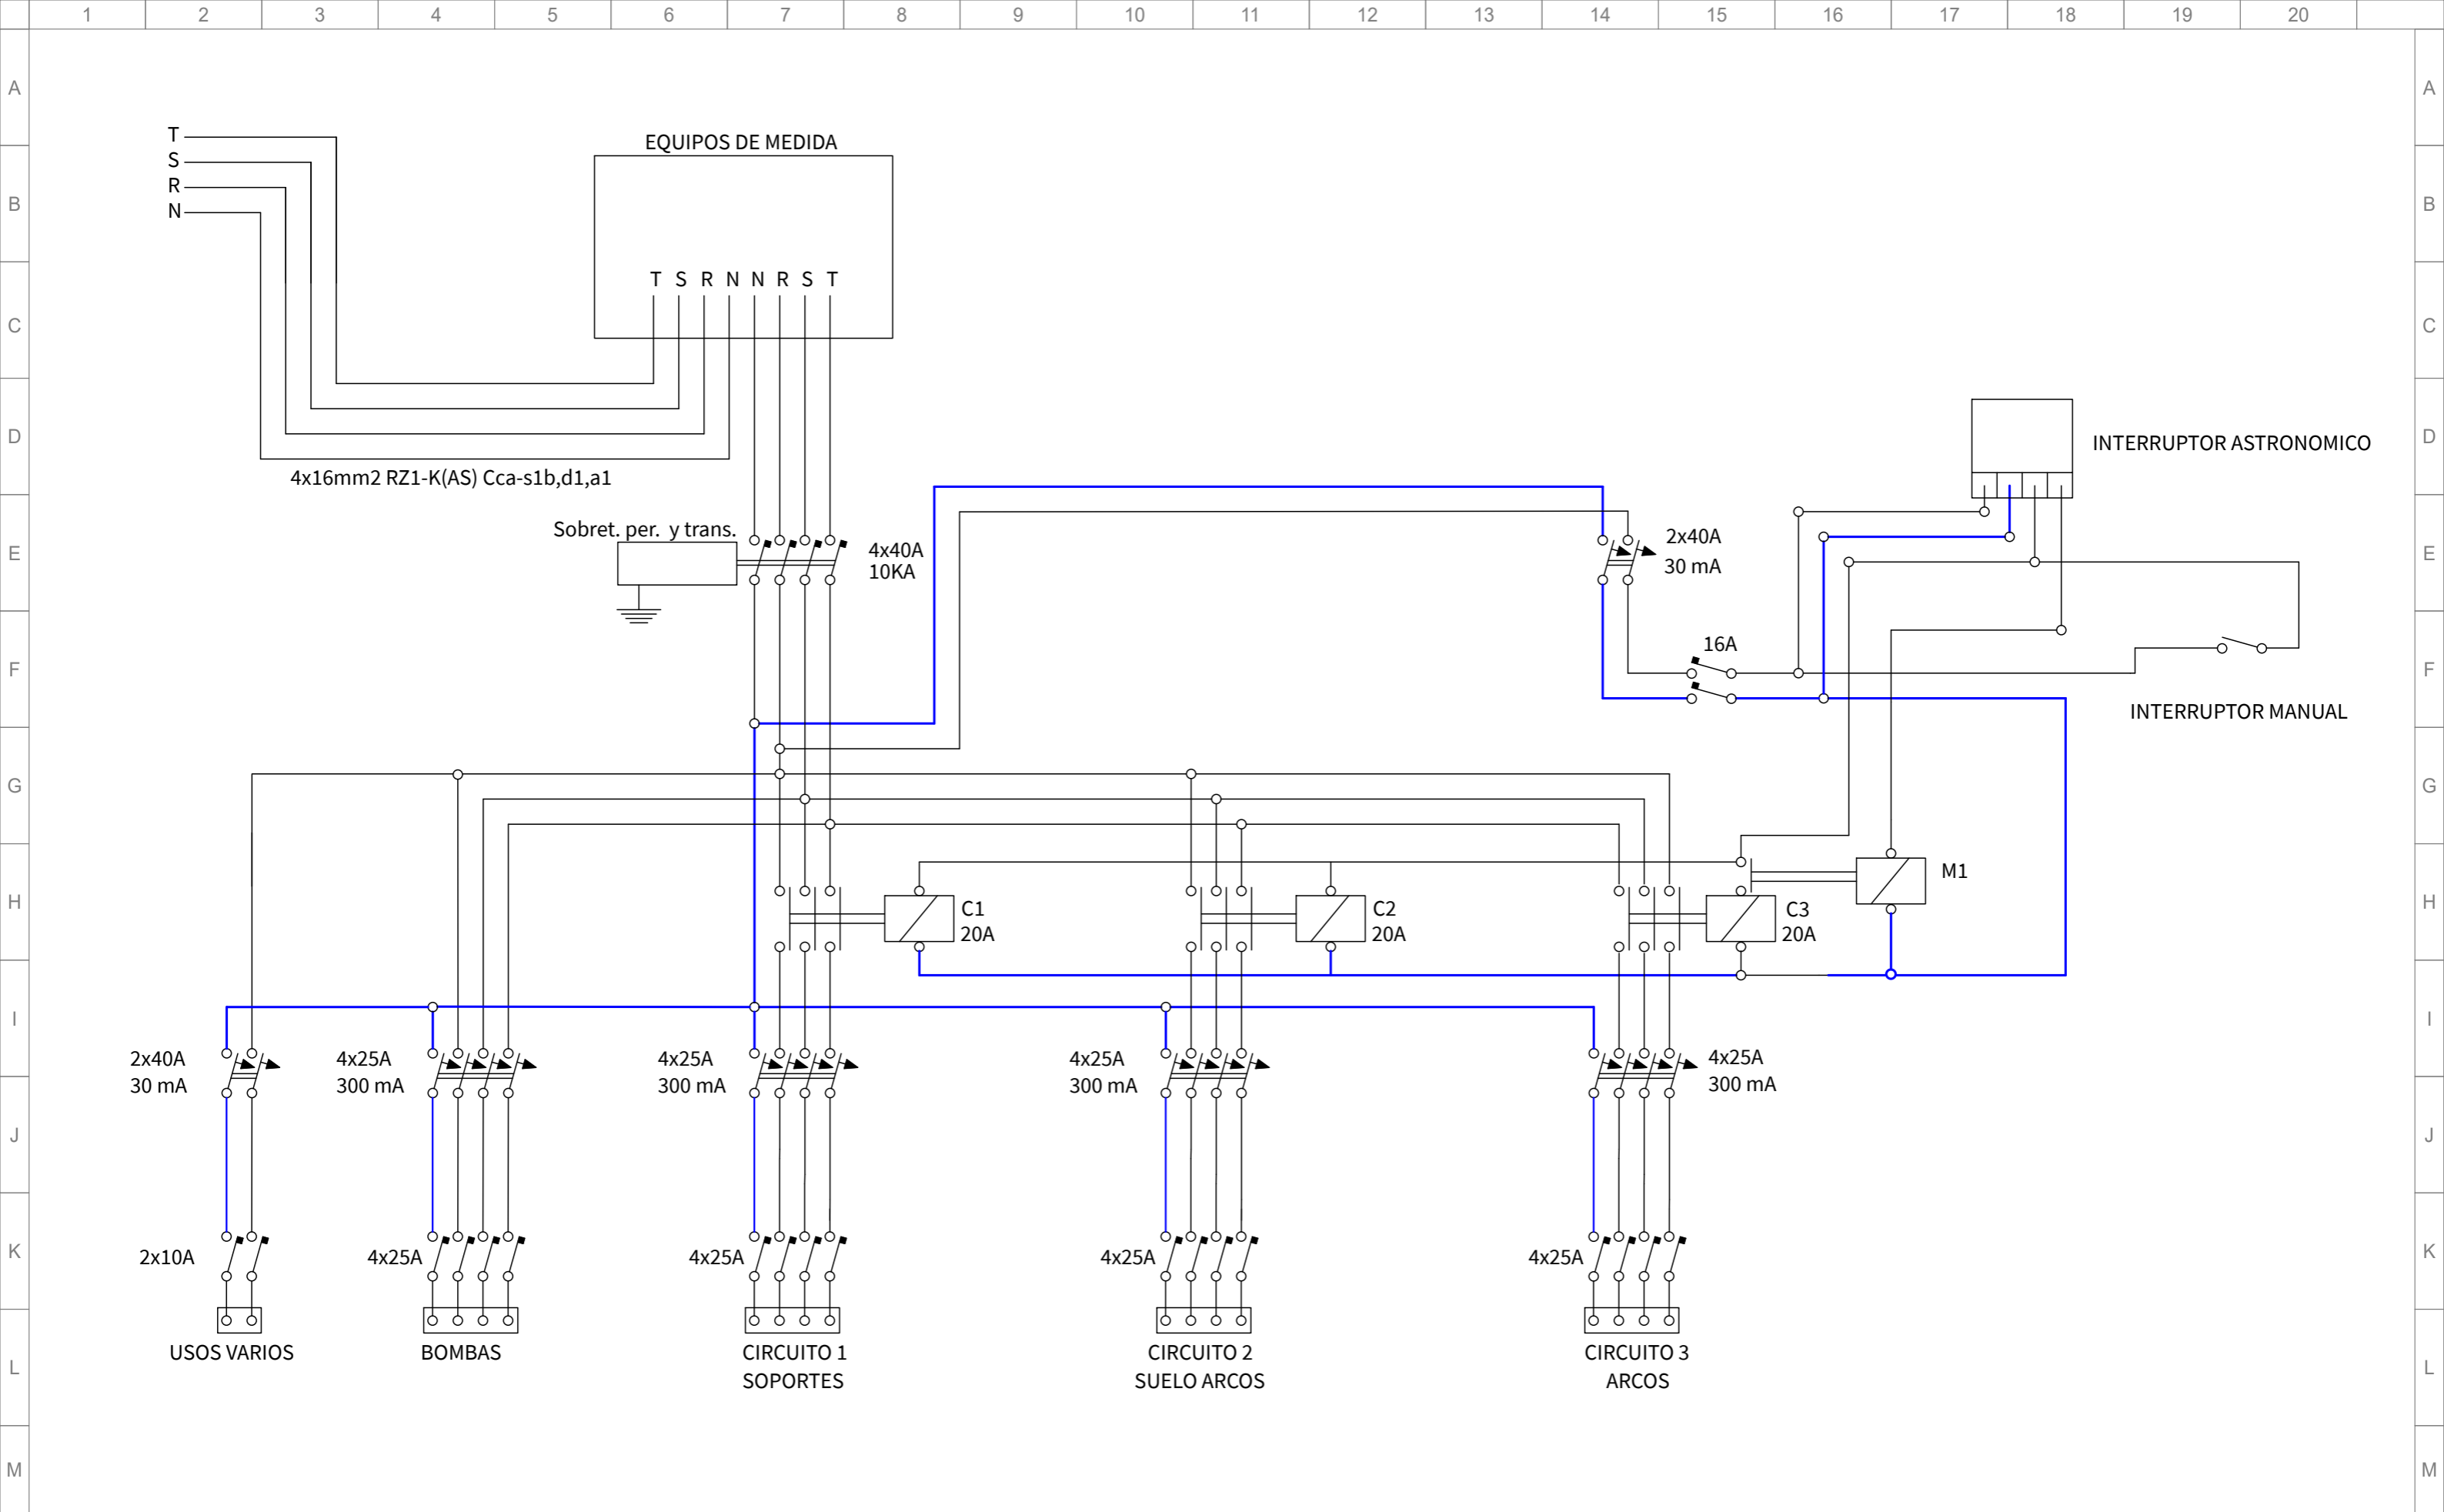 1 2 3 4 5 6 7 8 9 10 11 12 13 14 15 16 17 18 19 20
A A
T
S
R
N
B B
EQUIPOS DE MEDIDA
T S R N N R S T
C C
D D
4x16mm2 RZ1-K(AS) Cca-s1b,d1,a1
INTERRUPTOR ASTRONOMICO
Sobret. per. y trans.
4x40A
10KA
2x40A
30 mA
E E
16A
F F
INTERRUPTOR MANUAL
G G
M1
H H
C1
20A
C2
20A
C3
20A
I I
2x40A
30 mA
4x25A
300 mA
4x25A
300 mA
4x25A
300 mA
4x25A
300 mA
J J
K K
2x10A
4x25A
4x25A
4x25A
4x25A
USOS VARIOS
BOMBAS
CIRCUITO 1
SOPORTES
CIRCUITO 2
SUELO ARCOS
CIRCUITO 3
ARCOS
L L
M M